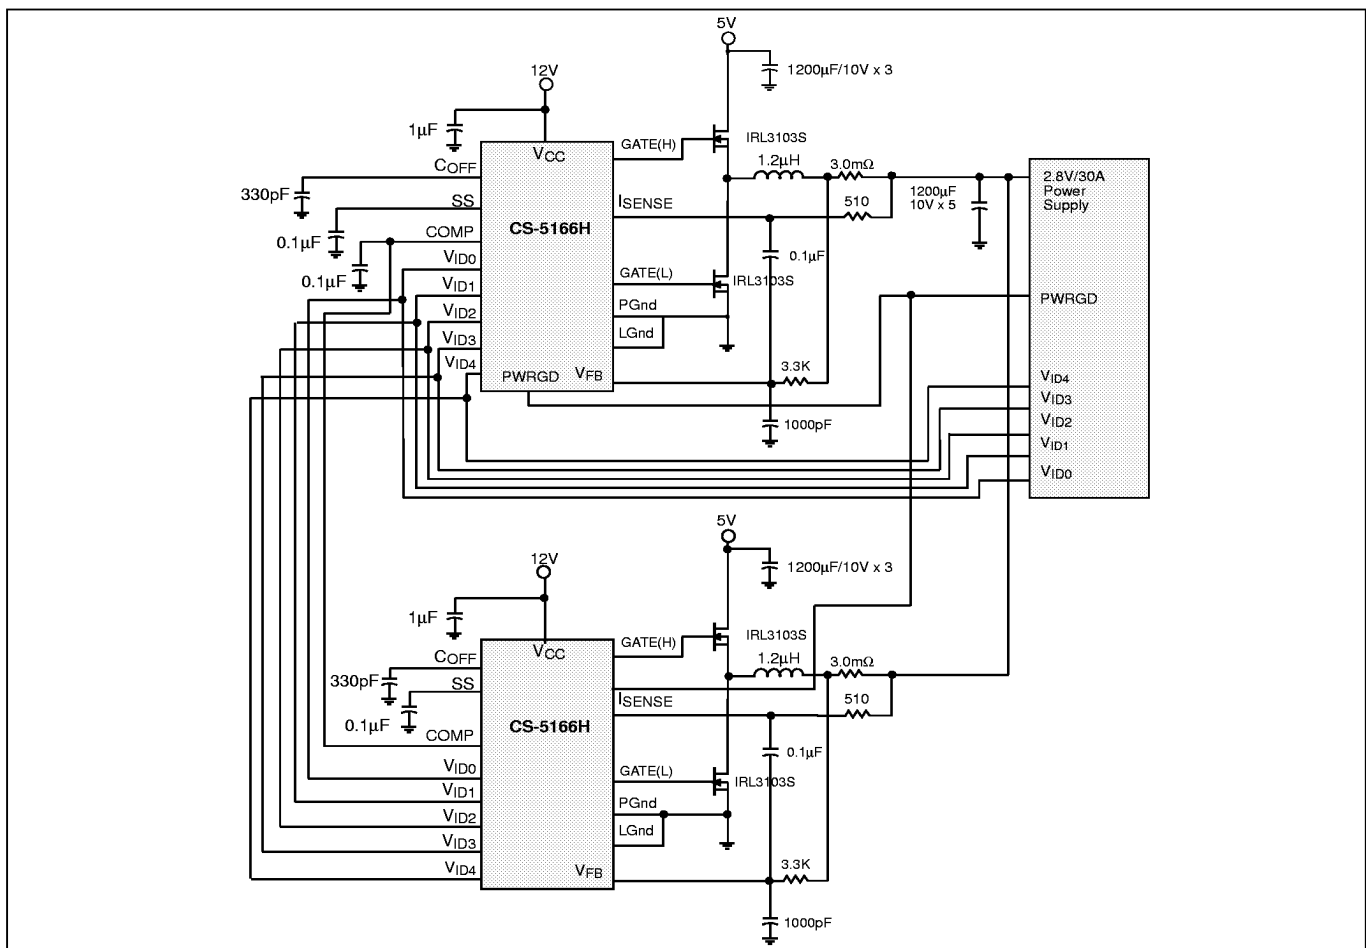 5V
1200µF/10V x 3
12V
1µF
VCC
GATE(H)
IRL3103S
COFF
330pF
1.2µH
3.0mΩ
SS
0.1µF
ISENSE
510
1200µF
10V x 5
2.8V/30A
Power
Supply
COMP
CS-5166H
0.1µF
0.1µF
VID0
VID1
VID2
VID3
VID4
GATE(L)
IRL3103S
PGnd
LGnd
PWRGD
VFB
3.3K
1000pF
PWRGD
VID4
VID3
VID2
VID1
VID0
5V
1200µF/10V x 3
12V
1µF
VCC
GATE(H)
IRL3103S
COFF
330pF
1.2µH
3.0mΩ
SS
0.1µF
ISENSE
510
CS-5166H
COMP
0.1µF
VID0
VID1
VID2
VID3
VID4
GATE(L)
IRL3103S
PGnd
LGnd
VFB
3.3K
1000pF